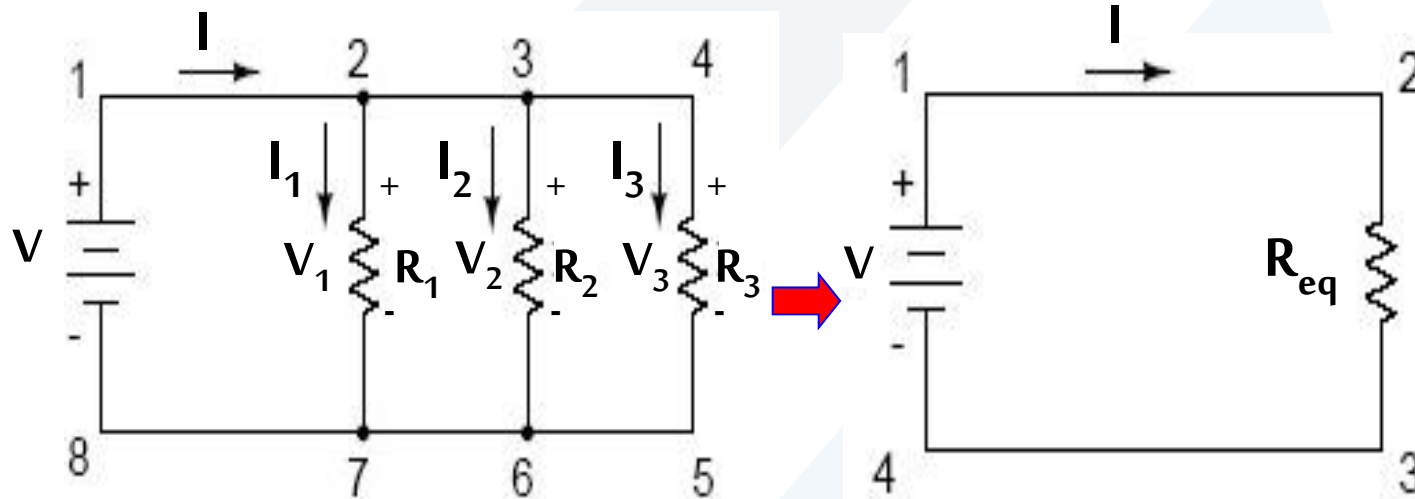 I
1 2 3 4
I1 I2 I3
+ + + +
V V1 R1 V2 R2 V3 R3
- - - -
8 7 6 5
I
1 2
+
V Req
-
4 3